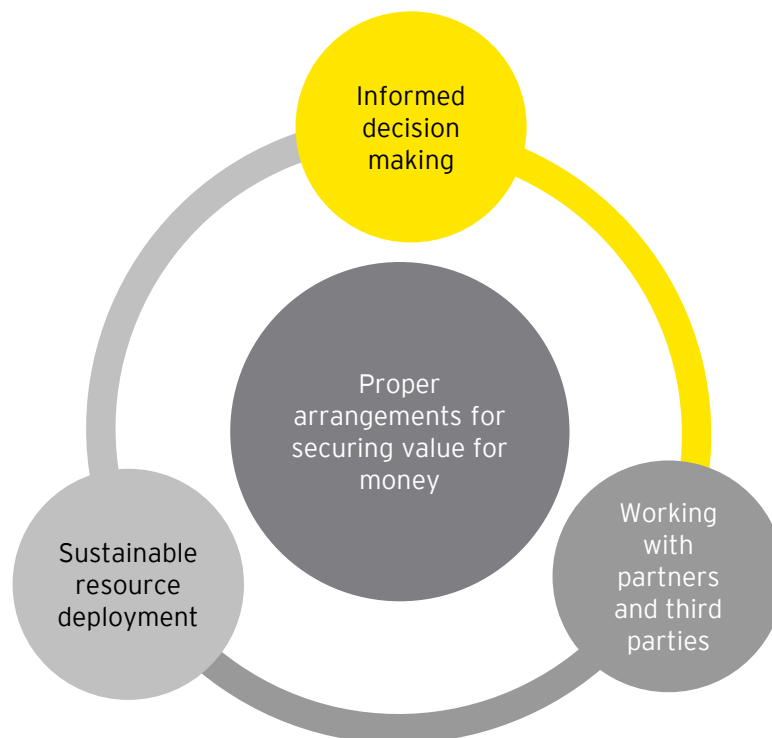 Informed
decision
making
Proper
arrangements for
securing value for
money
Sustainable
resource
deployment
Working
with
partners
and third
parties